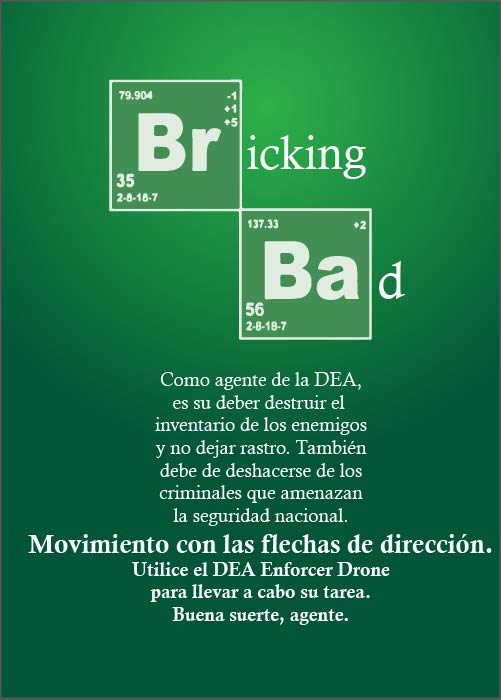 79.904 -1
+1
+5
Bricking
35
2-8-18-7
137.33 +2
Bad
56
2-8-18-7
Como agente de la DEA,
es su deber destruir el
inventario de los enemigos
y no dejar rastro. También
debe de deshacerse de los
criminales que amenazan
la seguridad nacional.
Movimiento con las flechas de dirección.
Utilice el DEA Enforcer Drone
para llevar a cabo su tarea.
Buena suerte, agente.